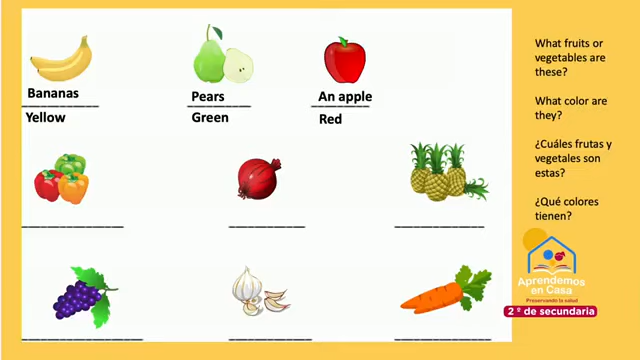 Bananas
Yellow
Pears
Green
An apple
Red
What fruits or
vegetables are
these?
What color are
they?
¿Cuáles frutas y
vegetales son
estas?
¿Qué colores
tienen?
Aprendemos
en Casa
Preservando la salud
2 º de secundaria